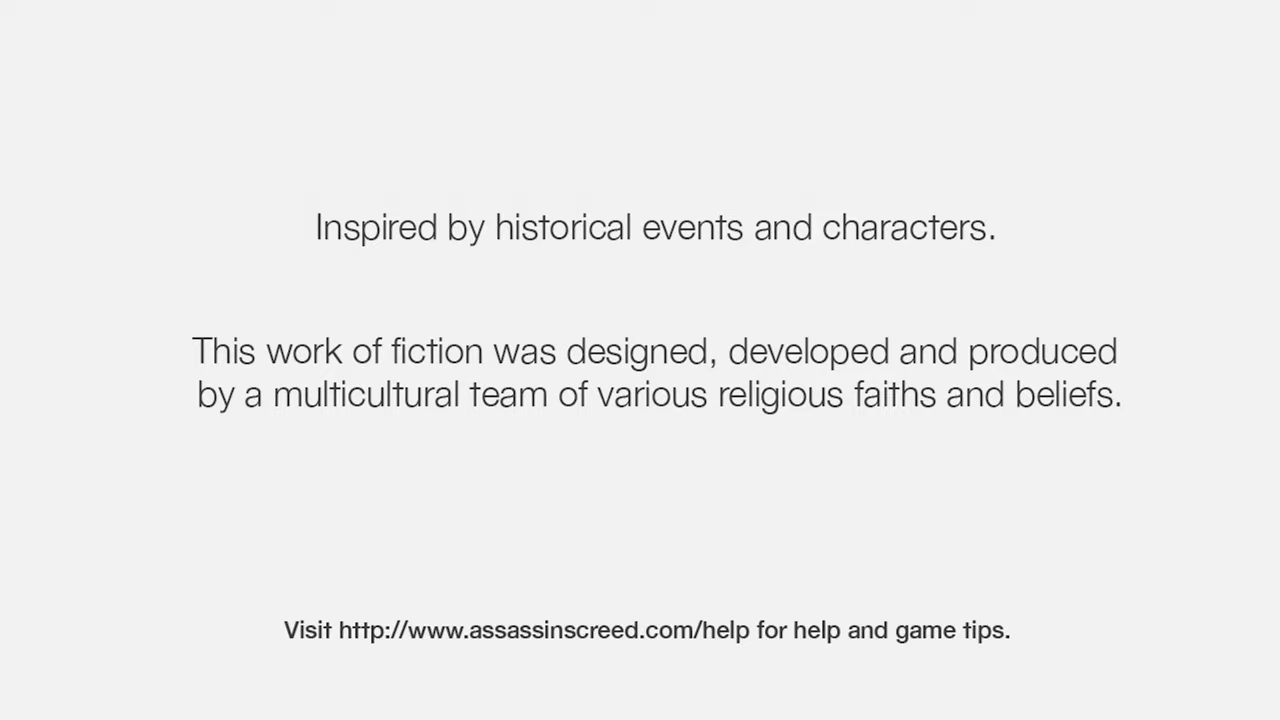 Inspired by historical events and characters.
This work of fiction was designed, developed and produced
by a multicultural team of various religious faiths and beliefs.
Visit http://www.assassinscreed.com/help for help and game tips.